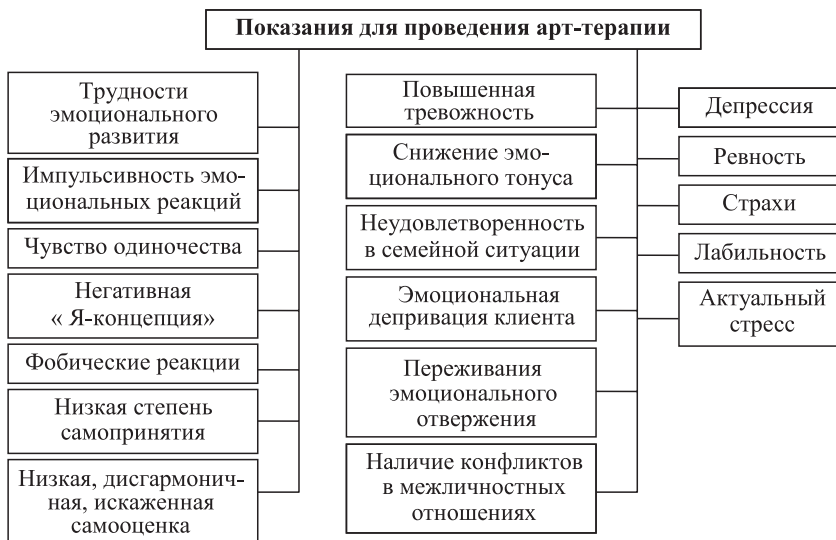 Показания для проведения арт-терапии
Трудности
эмоционального
развития
Импульсивность эмо-
циональных реакций
Чувство одиночества
Негативная
« Я-концепция»
Фобические реакции
Низкая степень
самопринятия
Низкая, дисгармонич-
ная, искаженная
самооценка
Повышенная
тревожность
Снижение эмо-
ционального тонуса
Неудовлетворенность
в семейной ситуации
Эмоциональная
депривация клиента
Переживания
эмоционального
отвержения
Наличие конфликтов
в межличностных
отношениях
Депрессия
Ревность
Страхи
Лабильность
Актуальный
стресс